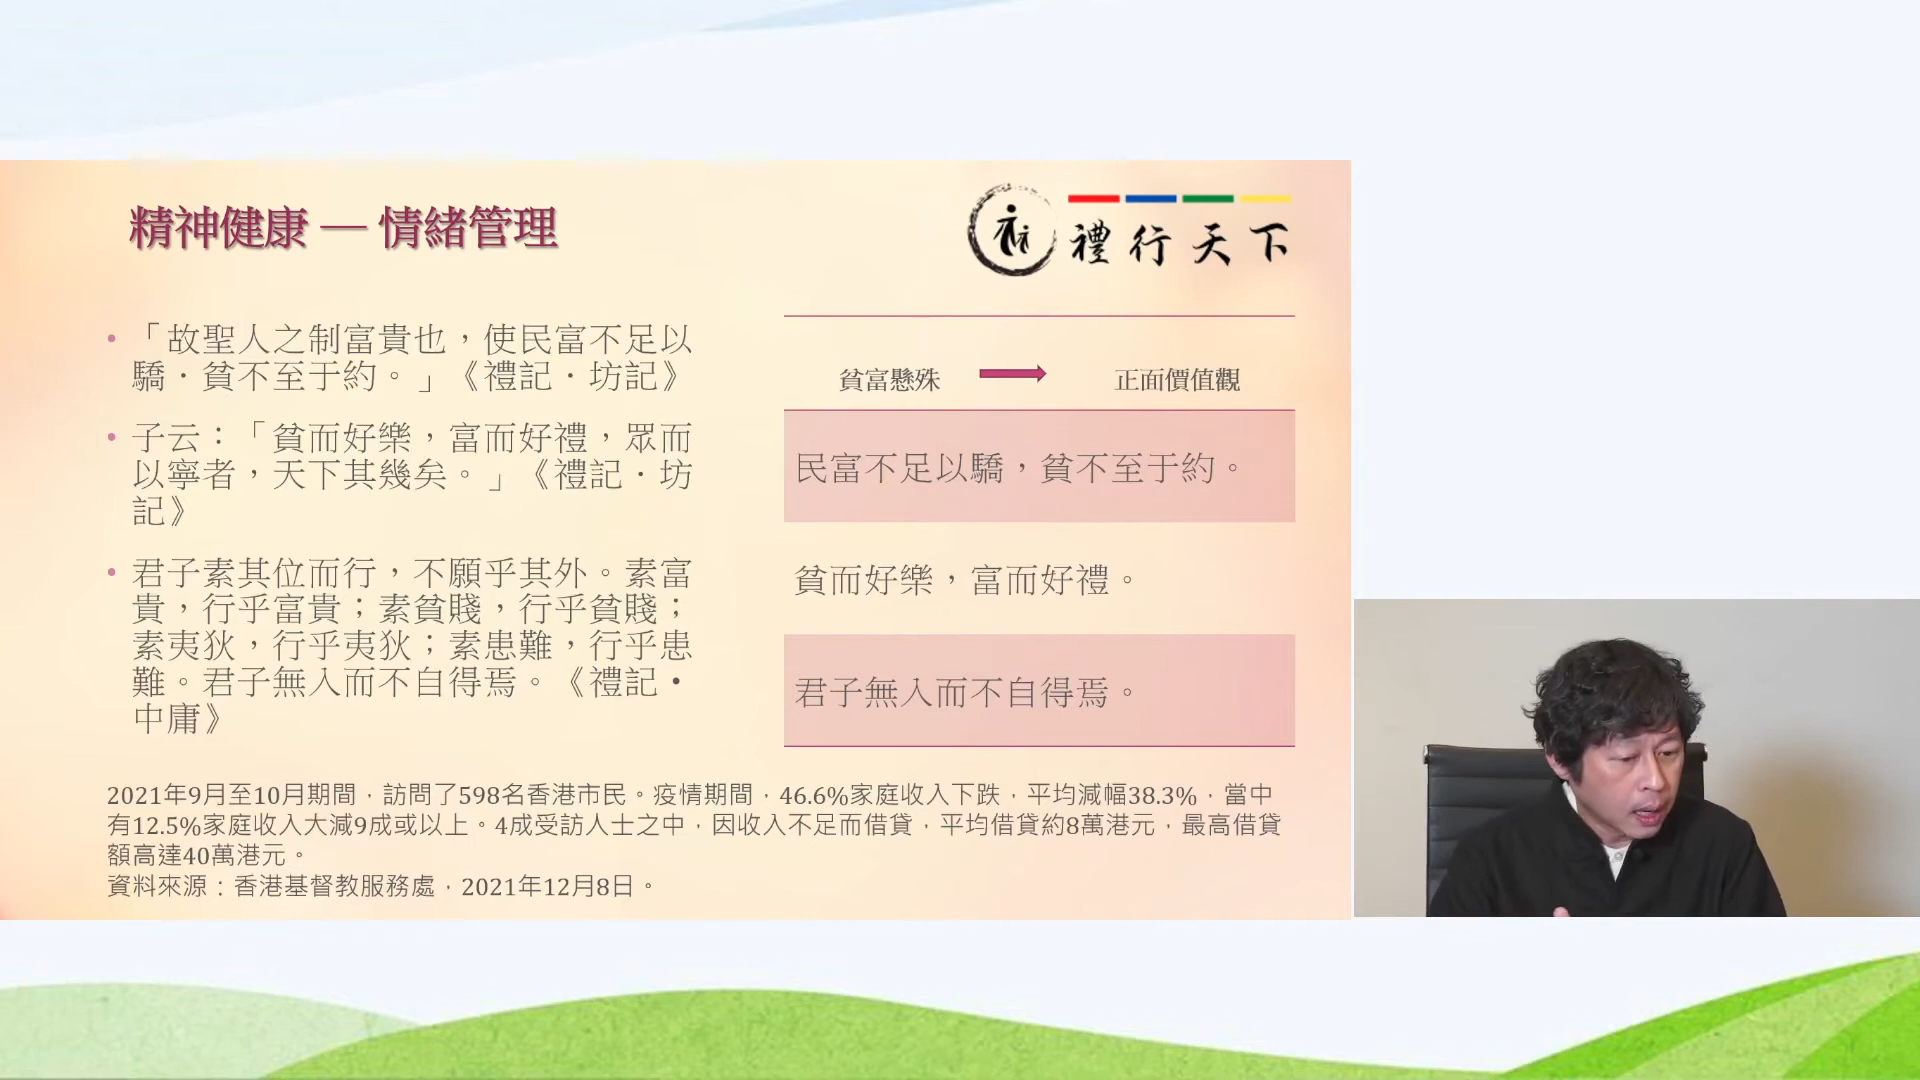 精神健康 — 情緒管理
禮行天下
•「故聖人之制富貴也，使民富不足以
驕．貧不至于約。」《禮記．坊記》
•子云：「貧而好樂，富而好禮，眾而
以寧者，天下其幾矣。」《禮記．坊
記》
•君子素其位而行，不願乎其外。素富
貴，行乎富貴；素貧賤，行乎貧賤；
素夷狄，行乎夷狄；素患難，行乎患
難。君子無入而不自得焉。《禮記•
中庸》
貧富懸殊 正面價值觀
民富不足以驕，貧不至于約。
貧而好樂，富而好禮。
君子無入而不自得焉。
2021年9月至10月期間，訪問了598名香港市民。疫情期間，46.6%家庭收入下跌，平均減幅38.3%，當中
有12.5%家庭收入大減9成或以上。4成受訪人士之中，因收入不足而借貸，平均借貸約8萬港元，最高借貸
額高達40萬港元。
資料來源：香港基督教服務處，2021年12月8日。